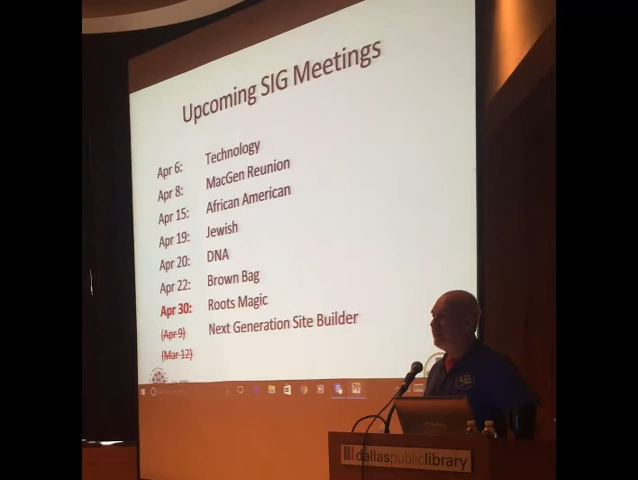 Upcoming SIG Meetings
Apr 6: Technology
Apr 8: MacGen Reunion
Apr 15: African American
Apr 19: Jewish
Apr 20: DNA
Apr 22: Brown Bag
Apr 30: Roots Magic
(Apr 9) Next Generation Site Builder
(Mar 12)
dallaspubliclibrary